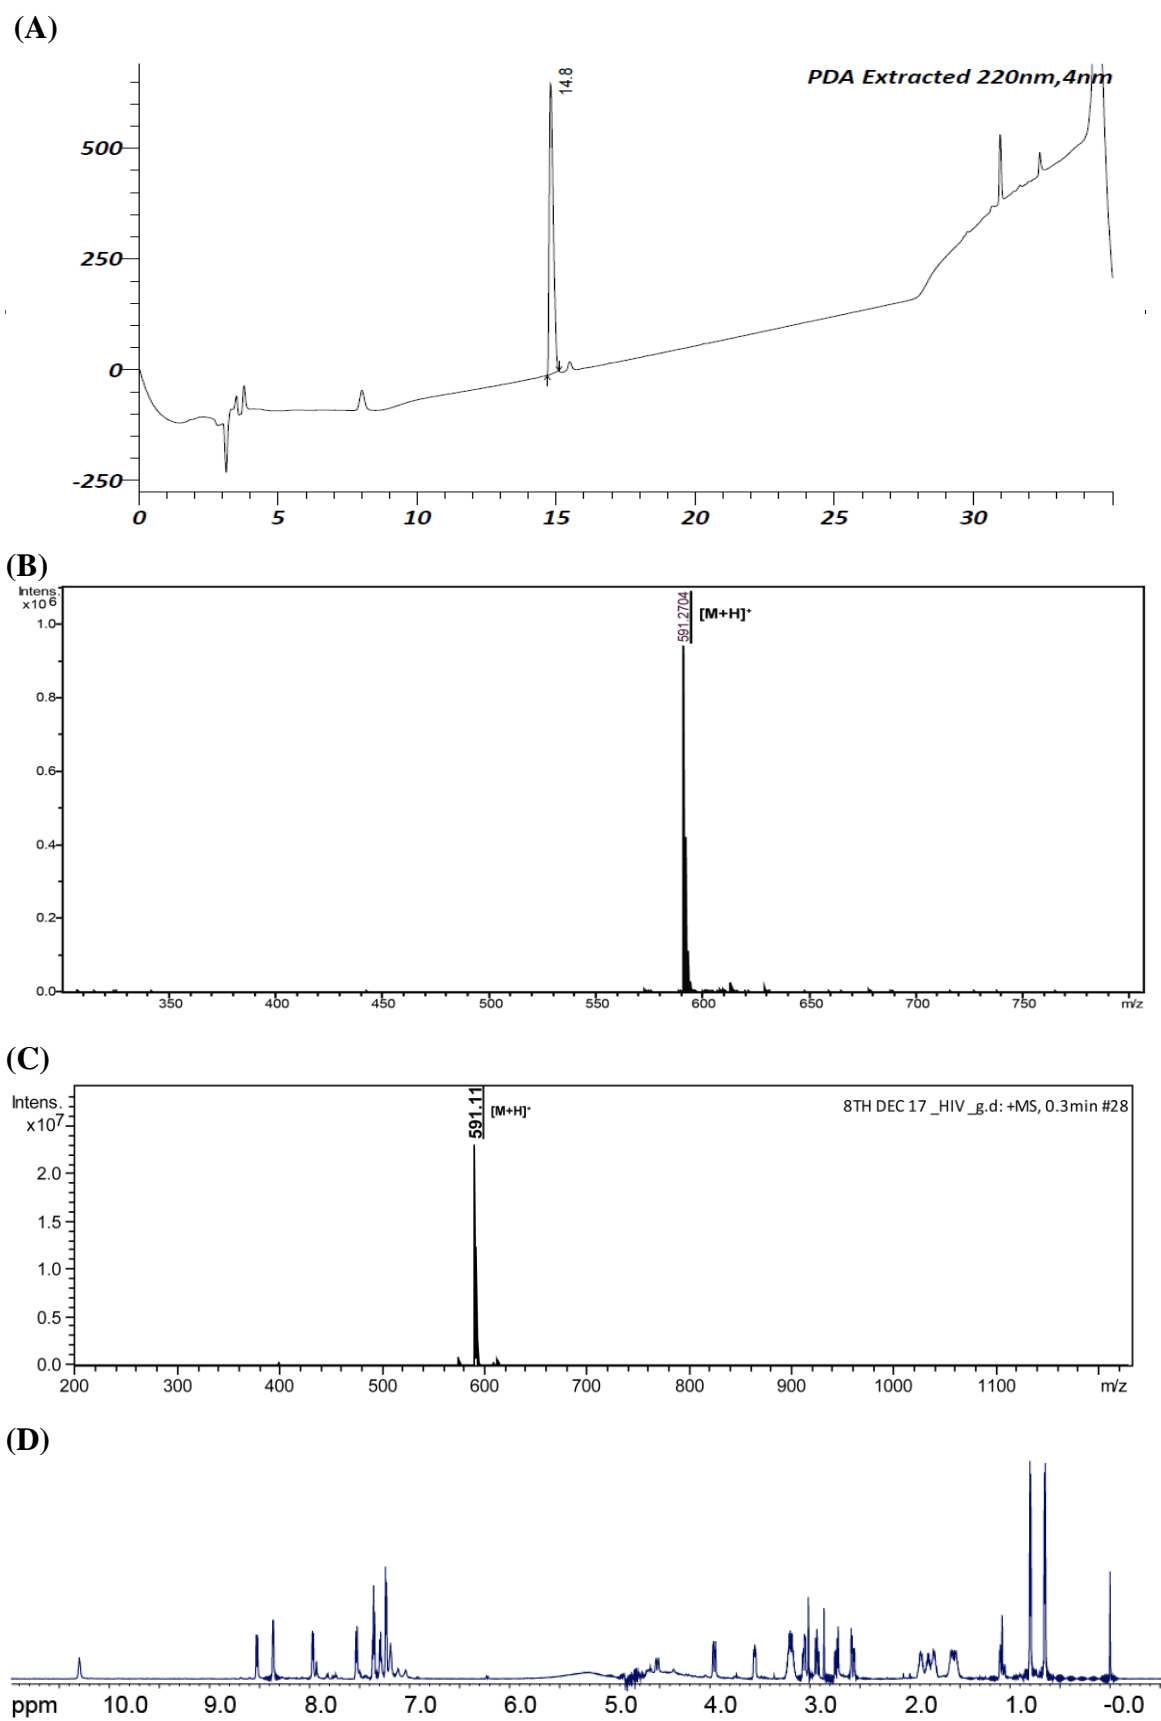 (A)
PDA Extracted 220nm,4nm
14.8
500
250
0
-250
0 5 10 15 20 25 30
(B)
Intens.
x10 6
591.2704
[M+H]+
1.0
0.8
0.6
0.4
0.2
0.0
350 400 450 500 550 600 650 700 750 m/z
(C)
Intens.
x10 7
591.11
[M+H]+
8TH DEC 17 _HIV _g.d: +MS, 0.3min #28
2.0
1.5
1.0
0.5
0.0
200 300 400 500 600 700 800 900 1000 1100 m/z
(D)
ppm 10.0 9.0 8.0 7.0 6.0 5.0 4.0 3.0 2.0 1.0 -0.0